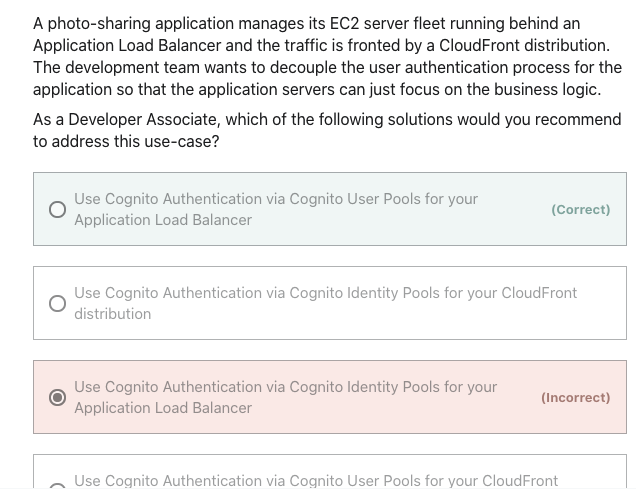 A photo-sharing application manages its EC2 server fleet running behind an
Application Load Balancer and the traffic is fronted by a CloudFront distribution.
The development team wants to decouple the user authentication process for the
application so that the application servers can just focus on the business logic.
As a Developer Associate, which of the following solutions would you recommend
to address this use-case?
Use Cognito Authentication via Cognito User Pools for your
Application Load Balancer
(Correct)
Use Cognito Authentication via Cognito Identity Pools for your CloudFront
distribution
Use Cognito Authentication via Cognito Identity Pools for your
Application Load Balancer
(Incorrect)
Use Cognito Authentication via Cognito User Pools for your CloudFront